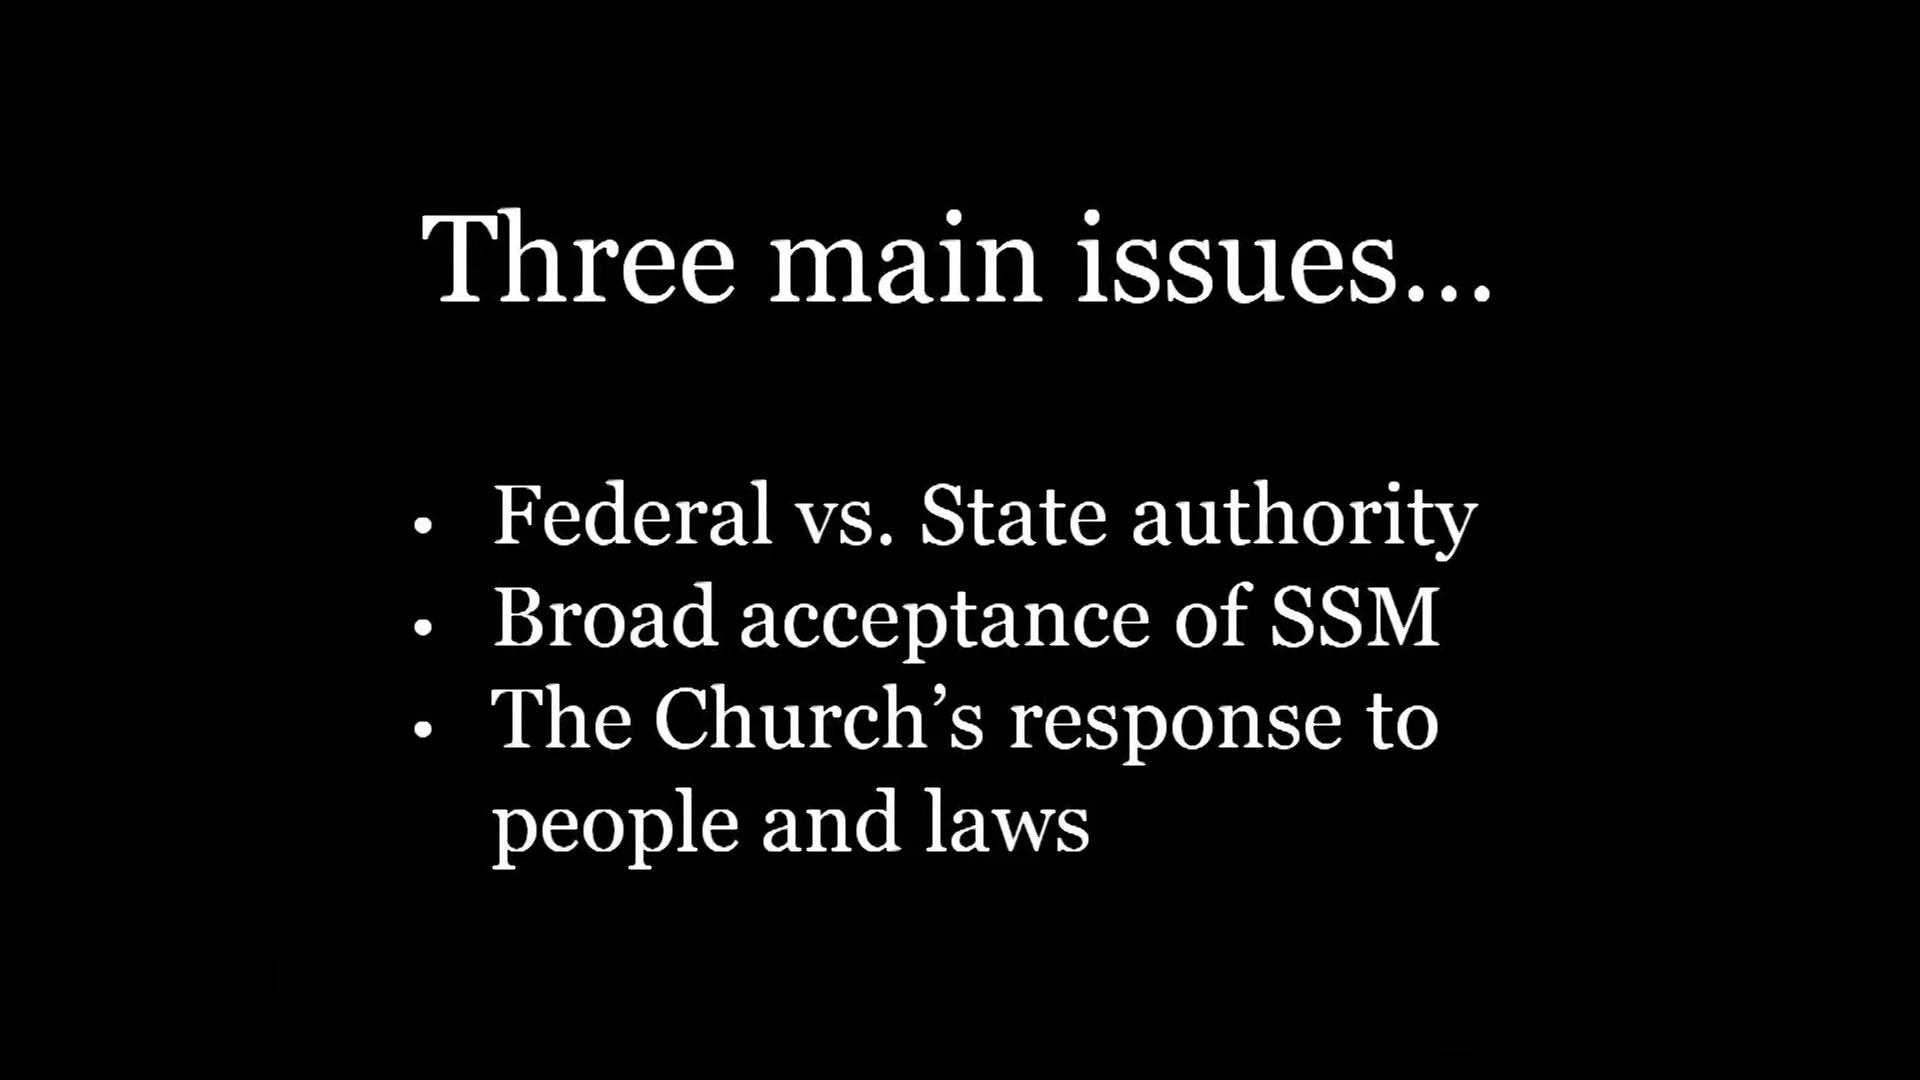 Three main issues...
• Federal vs. State authority
• Broad acceptance of SSM
• The Church’s response to
people and laws